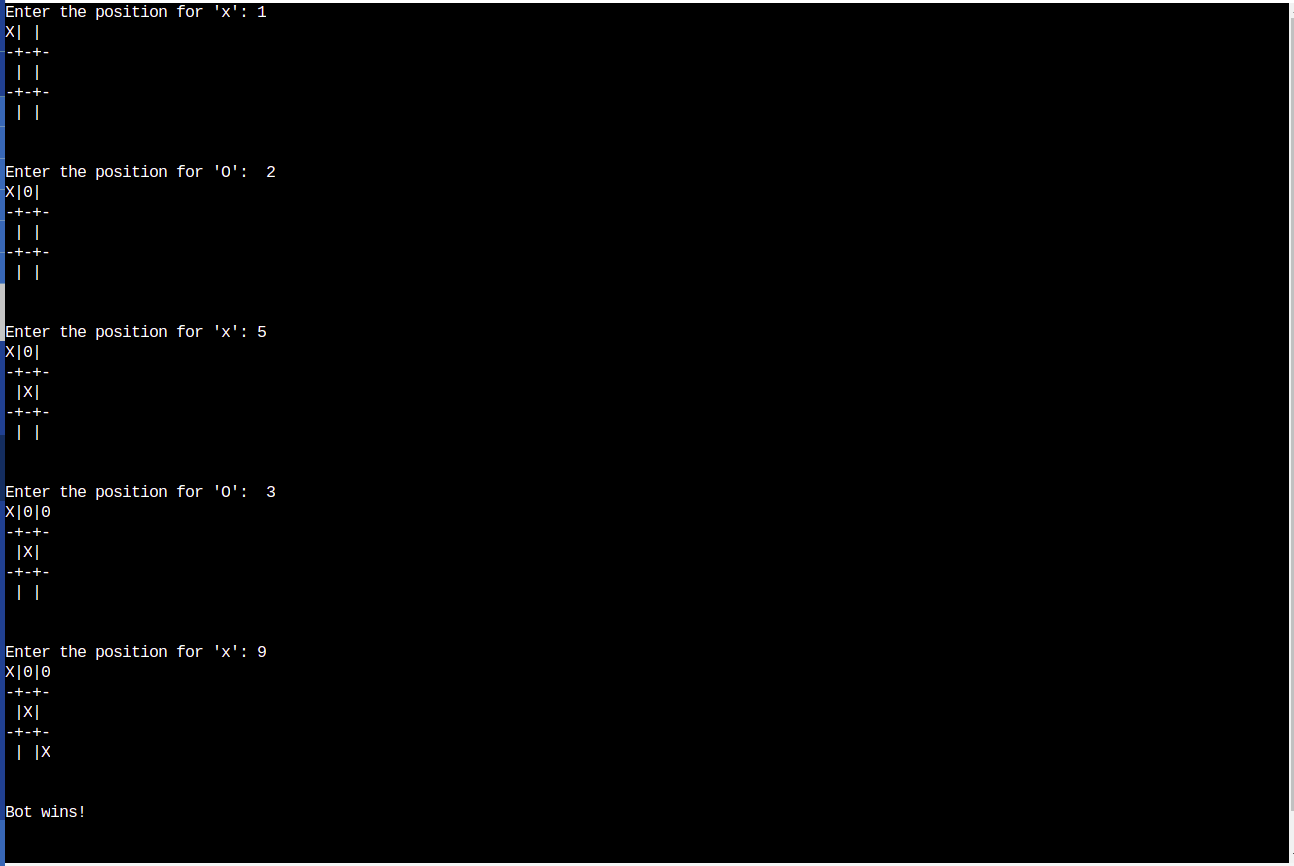 Enter the position for 'x': 1
X| |
-+-+-
 | |
-+-+-
 | |
Enter the position for 'O':  2
X|0|
-+-+-
 | |
-+-+-
 | |
Enter the position for 'x': 5
X|0|
-+-+-
 |X|
-+-+-
 | |
Enter the position for 'O':  3
X|0|0
-+-+-
 |X|
-+-+-
 | |
Enter the position for 'x': 9
X|0|0
-+-+-
 |X|
-+-+-
 | |X
Bot wins!